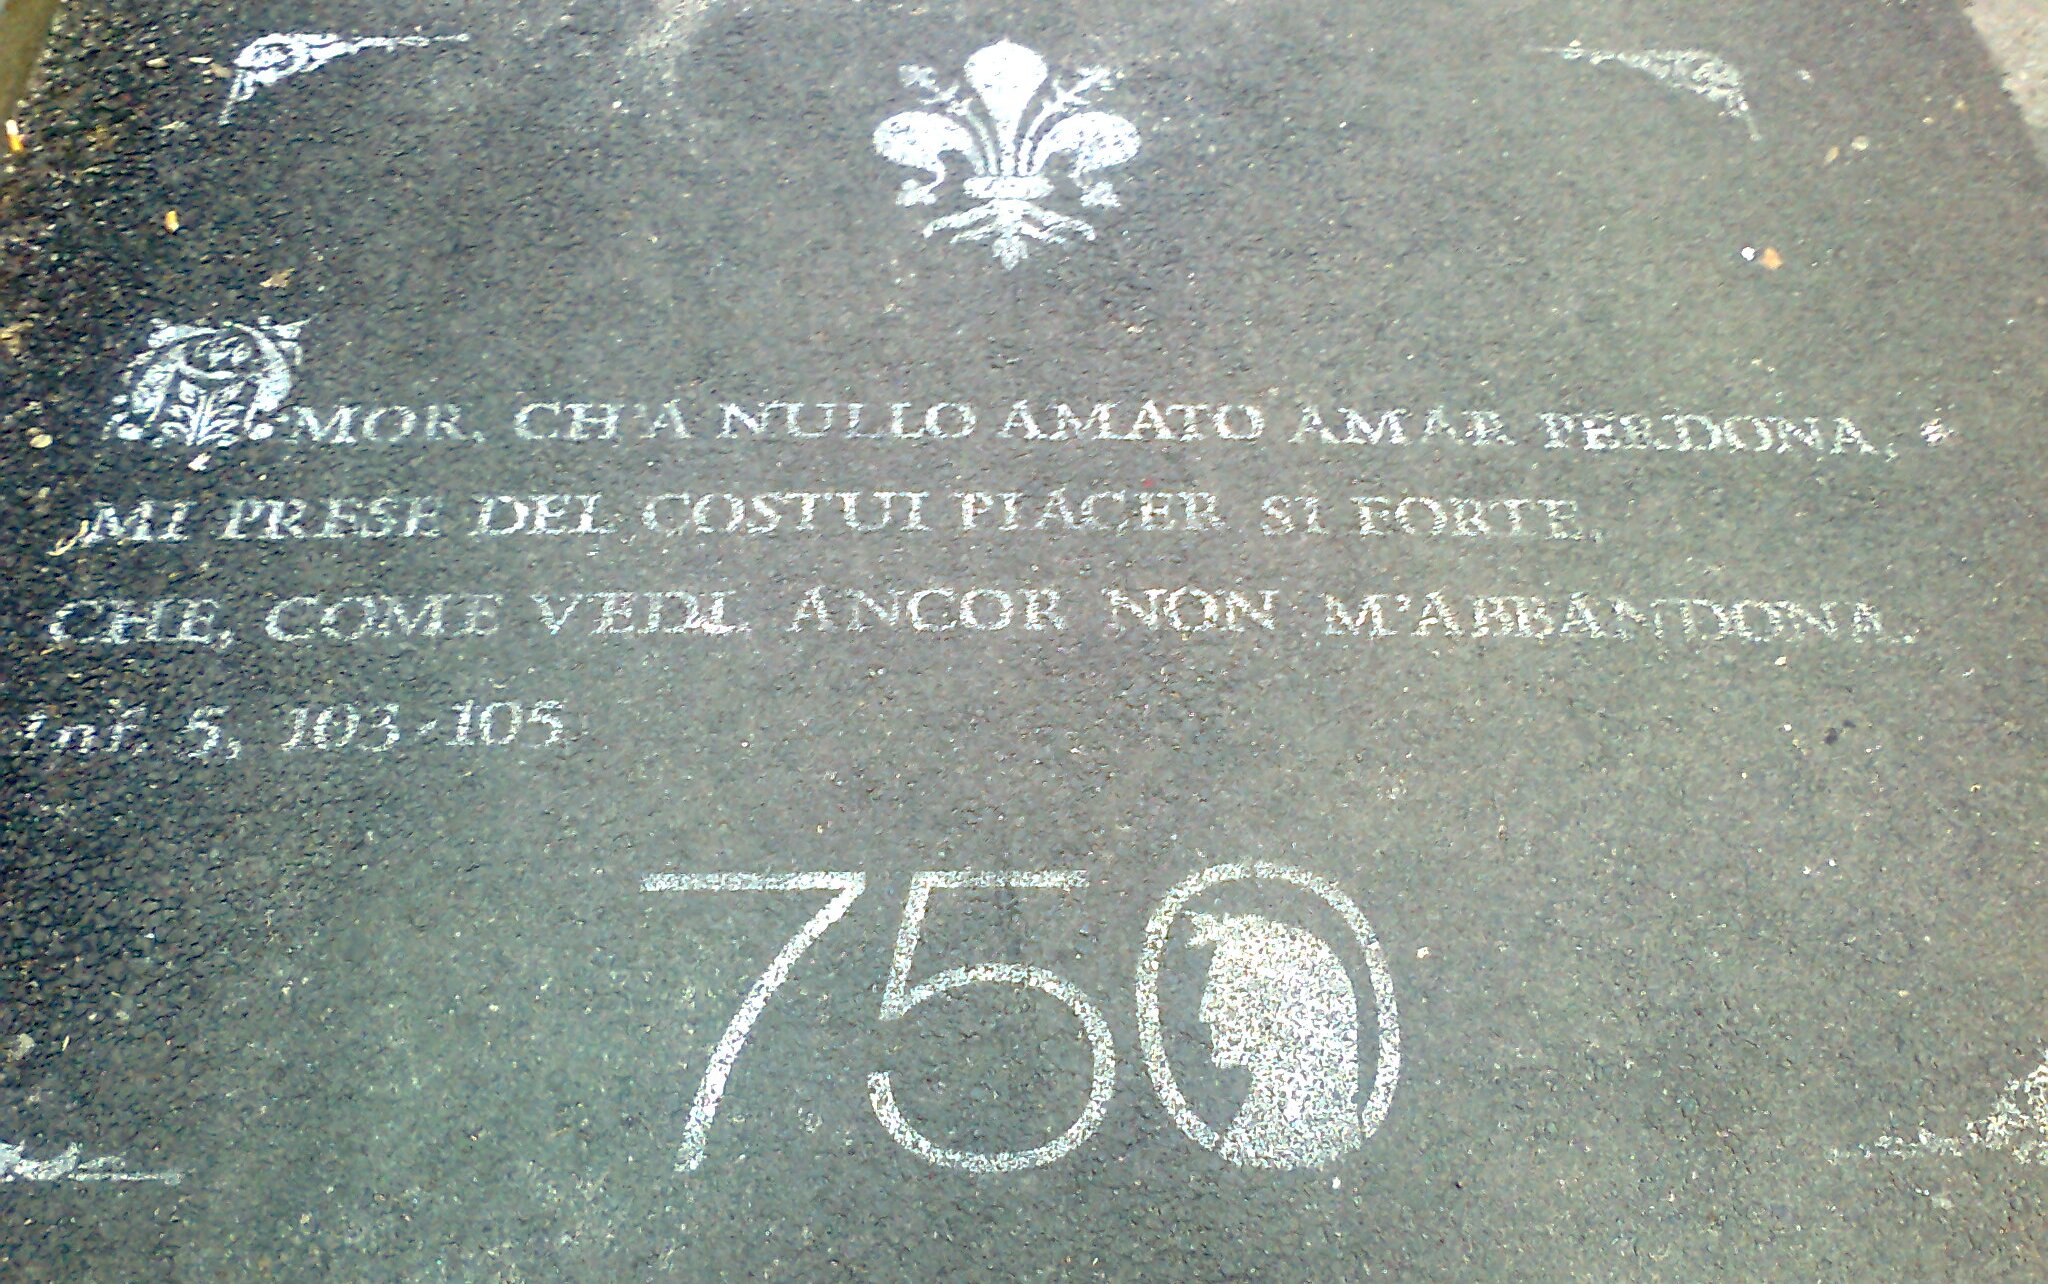 AMOR, CH'A NULLO AMATO AMAR PERDONA,
MI PRESE DEL COSTUI PIACER SI FORTE,
CHE, COME VEDI, ANCOR NON M'ABBANDONA.
Inf. 5, 103-105
750